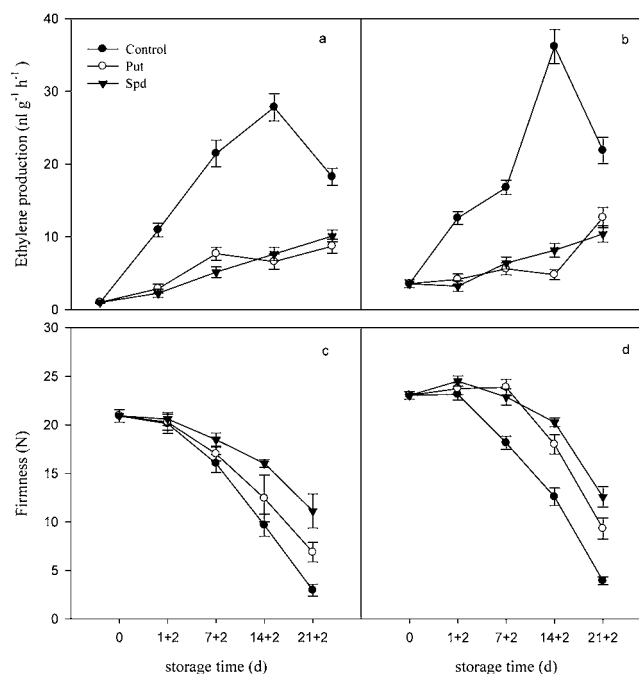 40
30
20
10
0
Ethylene production (nl g⁻¹ h⁻¹)
a
Control
Put
Spd
b
30
25
20
15
10
5
0
Firmness (N)
c
d
0 1+2 7+2 14+2 21+2
0 1+2 7+2 14+2 21+2
storage time (d)
storage time (d)